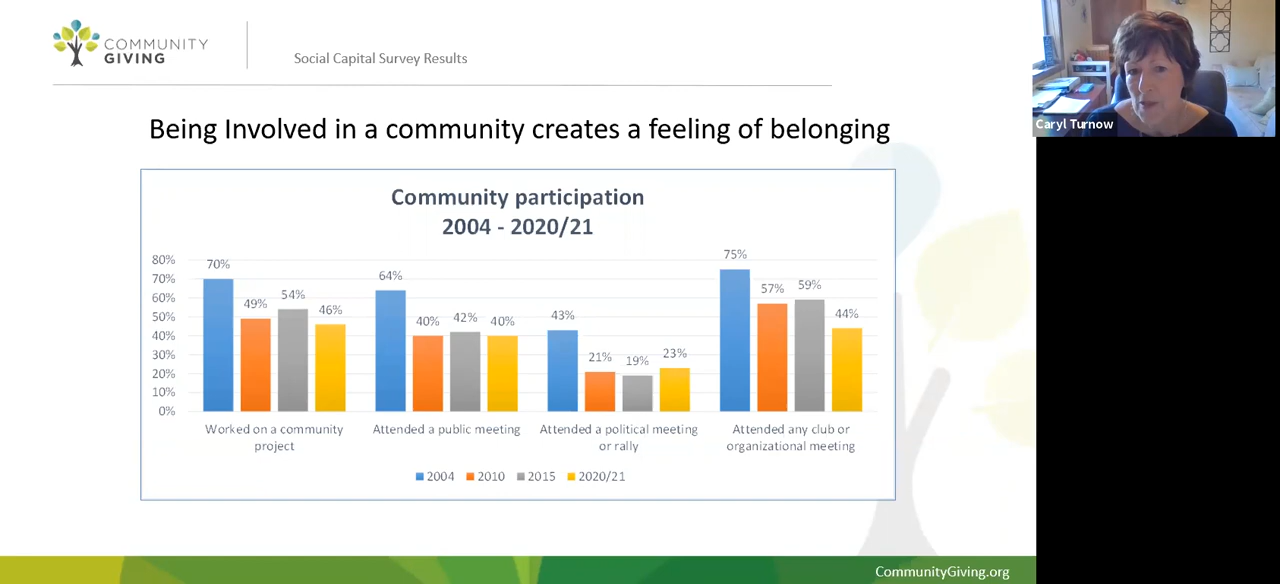 COMMUNITY
GIVING
Social Capital Survey Results
Caryl Turnow
Being Involved in a community creates a feeling of belonging
Community participation
2004 - 2020/21
80%
70%
60%
50%
40%
30%
20%
10%
0%
70%
49%
54%
46%
64%
40%
42%
40%
43%
21%
19%
23%
75%
57%
59%
44%
Worked on a community
project
Attended a public meeting
Attended a political meeting
or rally
Attended any club or
organizational meeting
2004 2010 2015 2020/21
CommunityGiving.org